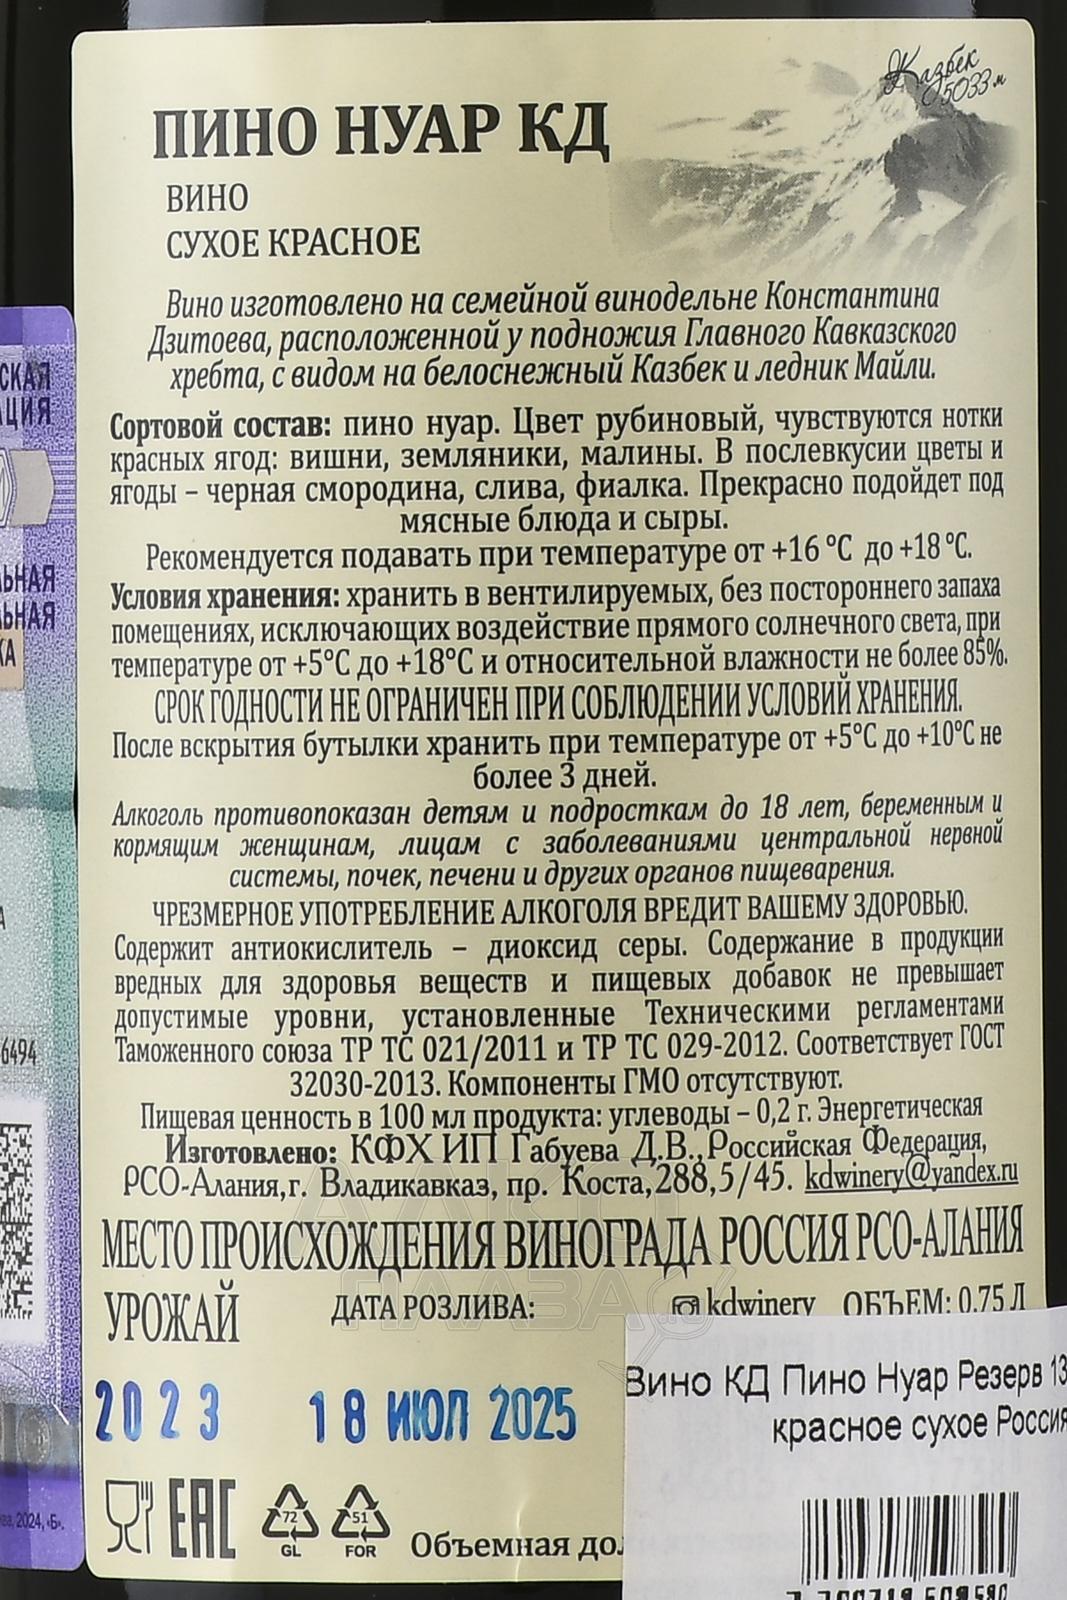 Казбек
5033 м
ПИНО НУАР КД
ВИНО
СУХОЕ КРАСНОЕ
Вино изготовлено на семейной винодельне Константина
Дзитоева, расположенной у подножия Главного Кавказского
хребта, с видом на белоснежный Казбек и ледник Майли.
Сортовой состав: пино нуар. Цвет рубиновый, чувствуются нотки
красных ягод: вишни, земляники, малины. В послевкусии цветы и
ягоды – черная смородина, слива, фиалка. Прекрасно подойдет под
мясные блюда и сыры.
Рекомендуется подавать при температуре от +16 °С до +18 °С.
Условия хранения: хранить в вентилируемых, без постороннего запаха
помещениях, исключающих воздействие прямого солнечного света, при
температуре от +5°С до +18°С и относительной влажности не более 85%.
СРОК ГОДНОСТИ НЕ ОГРАНИЧЕН ПРИ СОБЛЮДЕНИИ УСЛОВИЙ ХРАНЕНИЯ.
После вскрытия бутылки хранить при температуре от +5°С до +10°С не
более 3 дней.
Алкоголь противопоказан детям и подросткам до 18 лет, беременным и
кормящим женщинам, лицам с заболеваниями центральной нервной
системы, почек, печени и других органов пищеварения.
ЧРЕЗМЕРНОЕ УПОТРЕБЛЕНИЕ АЛКОГОЛЯ ВРЕДИТ ВАШЕМУ ЗДОРОВЬЮ.
Содержит антиокислитель – диоксид серы. Содержание в продукции
вредных для здоровья веществ и пищевых добавок не превышает
допустимые уровни, установленные Техническими регламентами
Таможенного союза ТР ТС 021/2011 и ТР ТС 029-2012. Соответствует ГОСТ
32030-2013. Компоненты ГМО отсутствуют.
Пищевая ценность в 100 мл продукта: углеводы – 0,2 г. Энергетическая
Изготовлено: КФХ ИП Габуева Д.В., Российская Федерация,
РСО-Алания, г. Владикавказ, пр. Коста,288,5/45. kdwinery@yandex.ru
МЕСТО ПРОИСХОЖДЕНИЯ ВИНОГРАДА РОССИЯ РСО-АЛАНИЯ
УРОЖАЙ ДАТА РОЗЛИВА: kdwinery ОБЪЕМ: 0,75 Л
2023 18 ИЮЛ 2025
EAC 72 51
GL FOR Объемная до
Вино КД Пино Нуар Резерв 13
красное сухое Россия
СКАЯ
АЦИЯ
ЛЬНАЯ
ЬНАЯ
КА
6494
2024, «Б».
АЛКО
ПЛАЗА